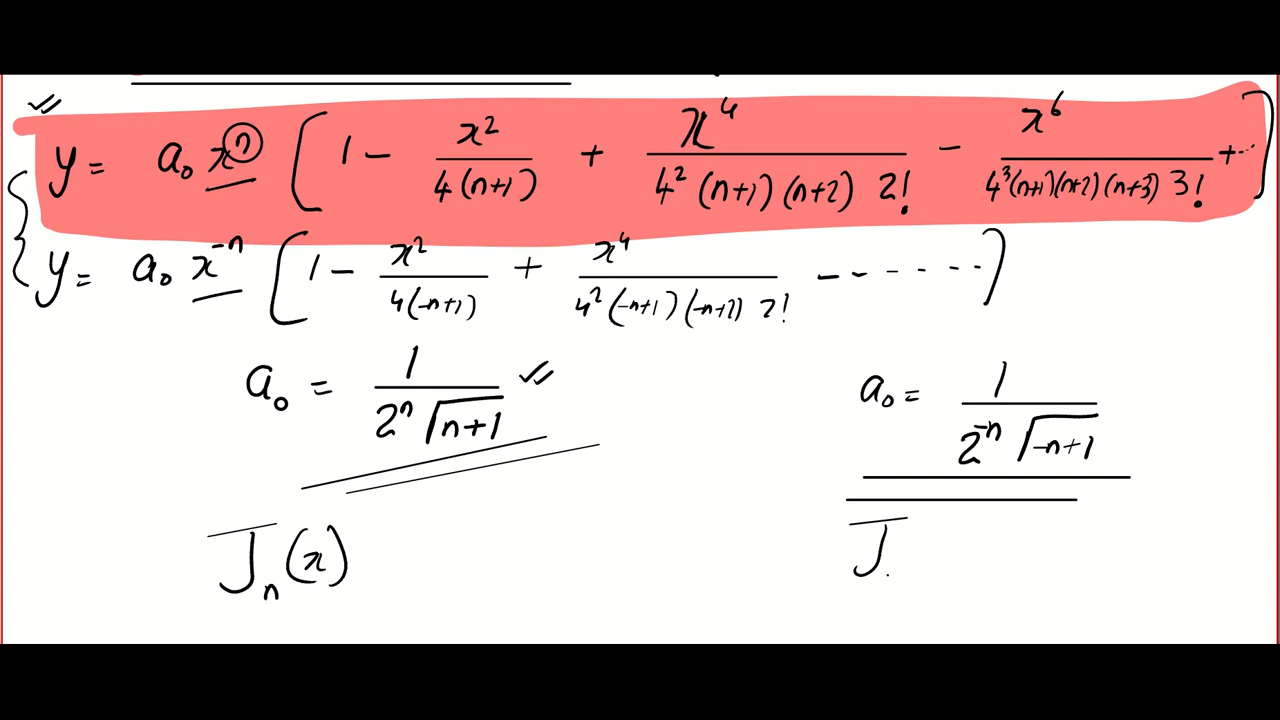 y = a₀ xⁿ [ 1 - x²/4(n+1) + x⁴/4²(n+1)(n+2) 2! - x⁶/4³(n+1)(n+2)(n+3) 3! + ... ]
y = a₀ x⁻ⁿ [ 1 - x²/4(-n+1) + x⁴/4²(-n+1)(-n+2) 2! - ------ ]
a₀ = 1/2ⁿ √n+1
a₀ = 1/2⁻ⁿ √-n+1
Jₙ(x)
J